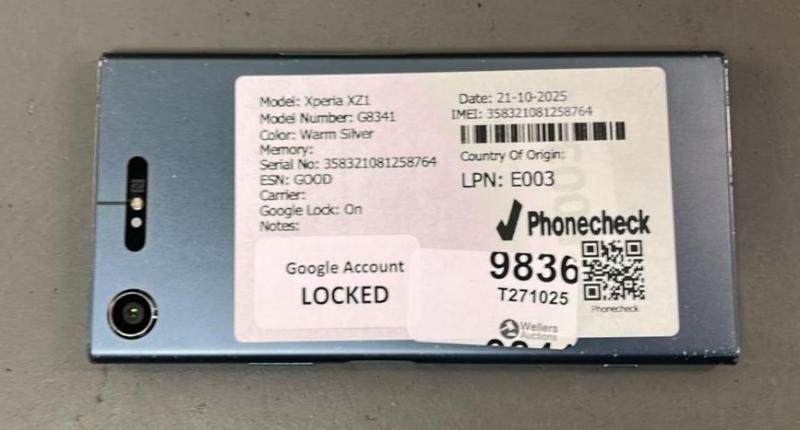 Model: Xperia XZ1
Model Number: G8341
Color: Warm Silver
Memory:
Serial No: 358321081258764
ESN: GOOD
Carrier:
Google Lock: On
Notes:
Date: 21-10-2025
IMEI: 358321081258764
Country Of Origin:
LPN: E003
Phonecheck
Google Account
LOCKED
9836
T271025
Phonecheck
Wellers
Auctions